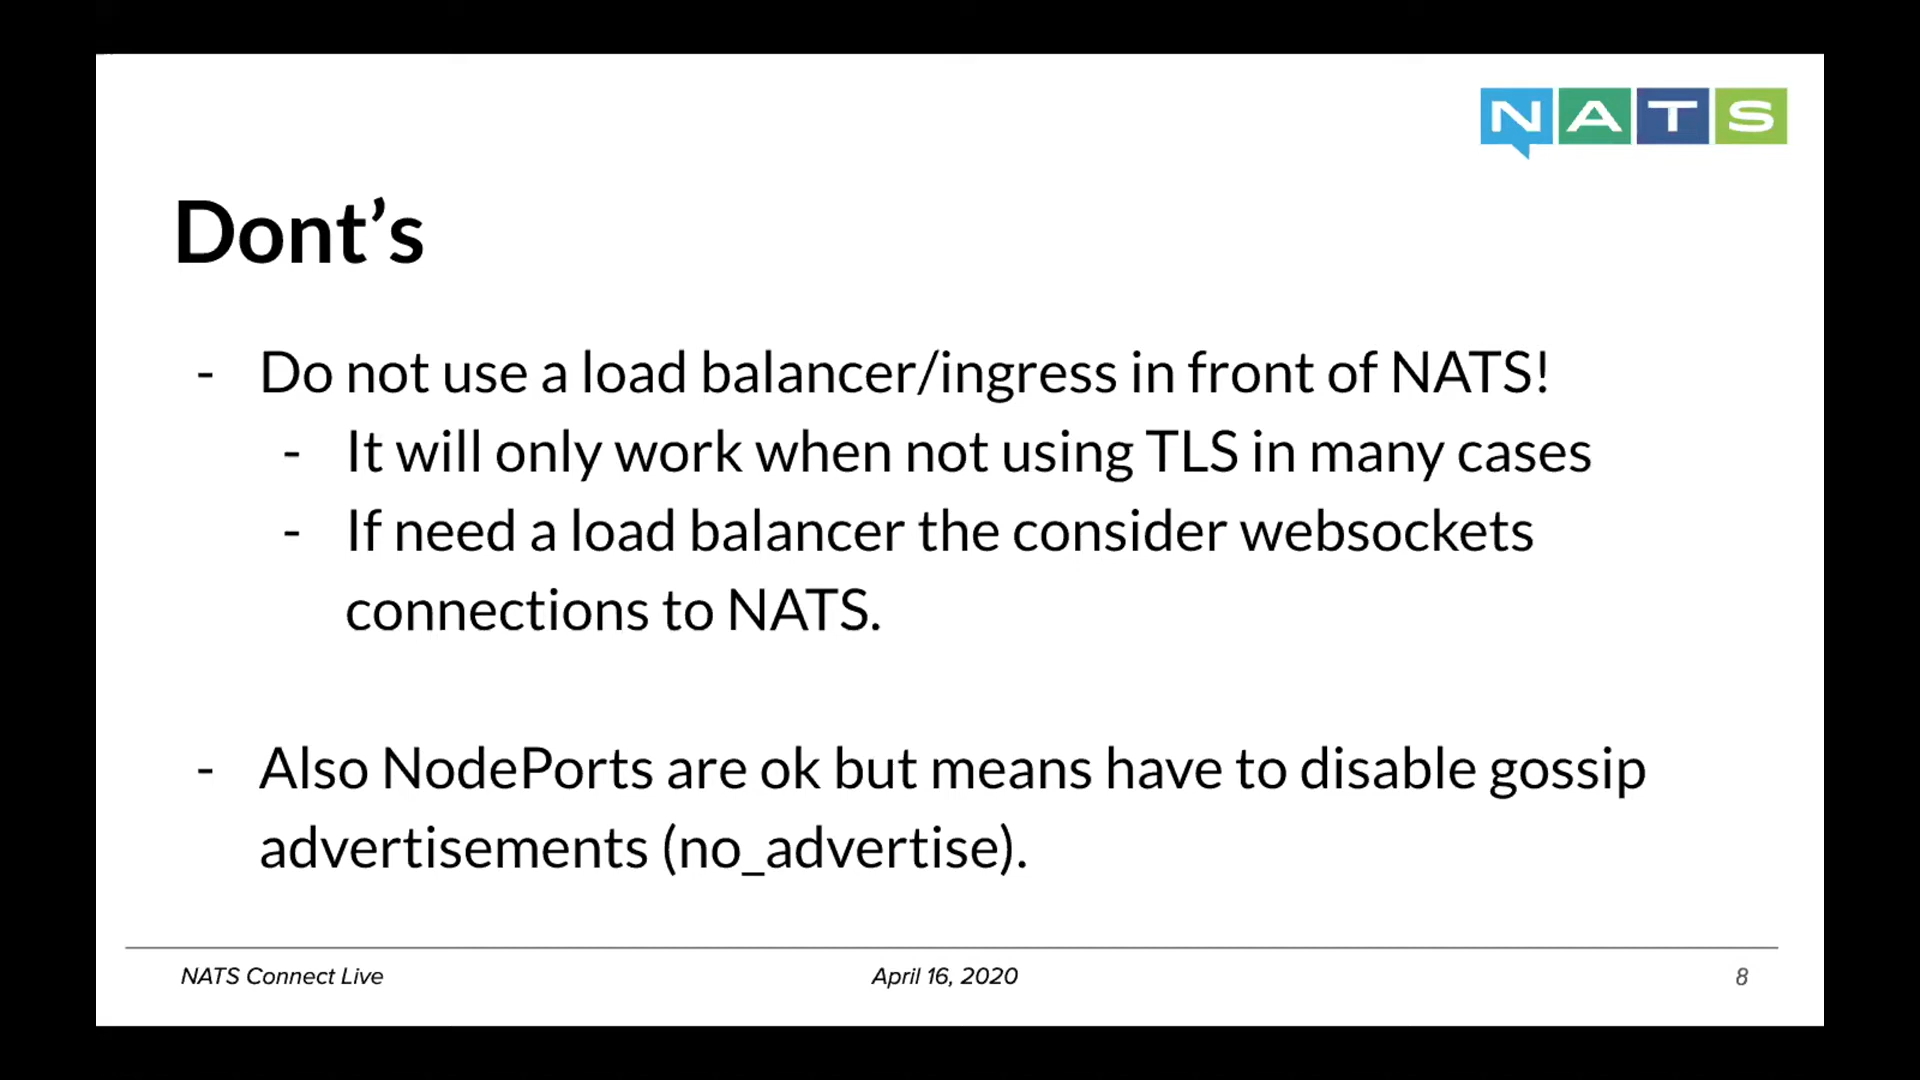 NATS
Dont’s
- Do not use a load balancer/ingress in front of NATS!
- It will only work when not using TLS in many cases
- If need a load balancer the consider websockets
connections to NATS.
- Also NodePorts are ok but means have to disable gossip
advertisements (no_advertise).
NATS Connect Live
April 16, 2020
8